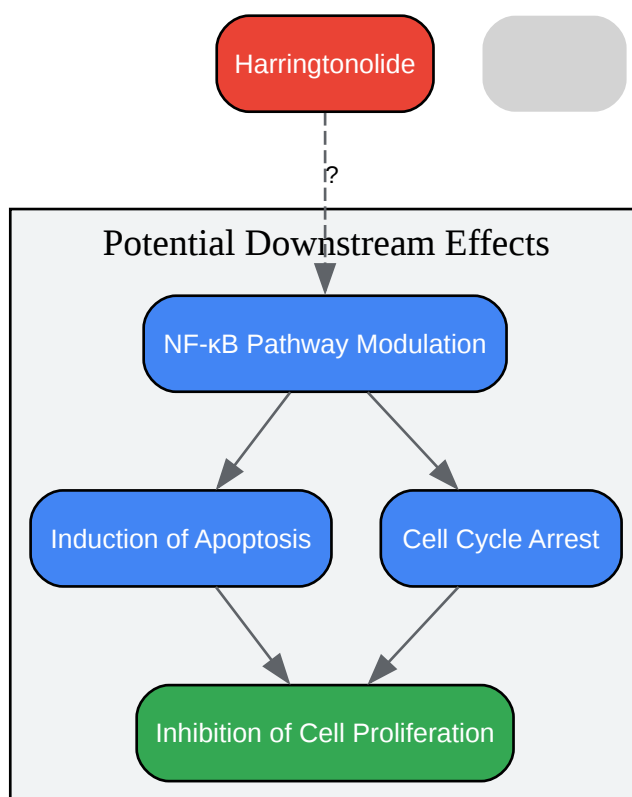 Harringtonolide
?
Potential Downstream Effects
NF-κB Pathway Modulation
Induction of Apoptosis
Cell Cycle Arrest
Inhibition of Cell Proliferation